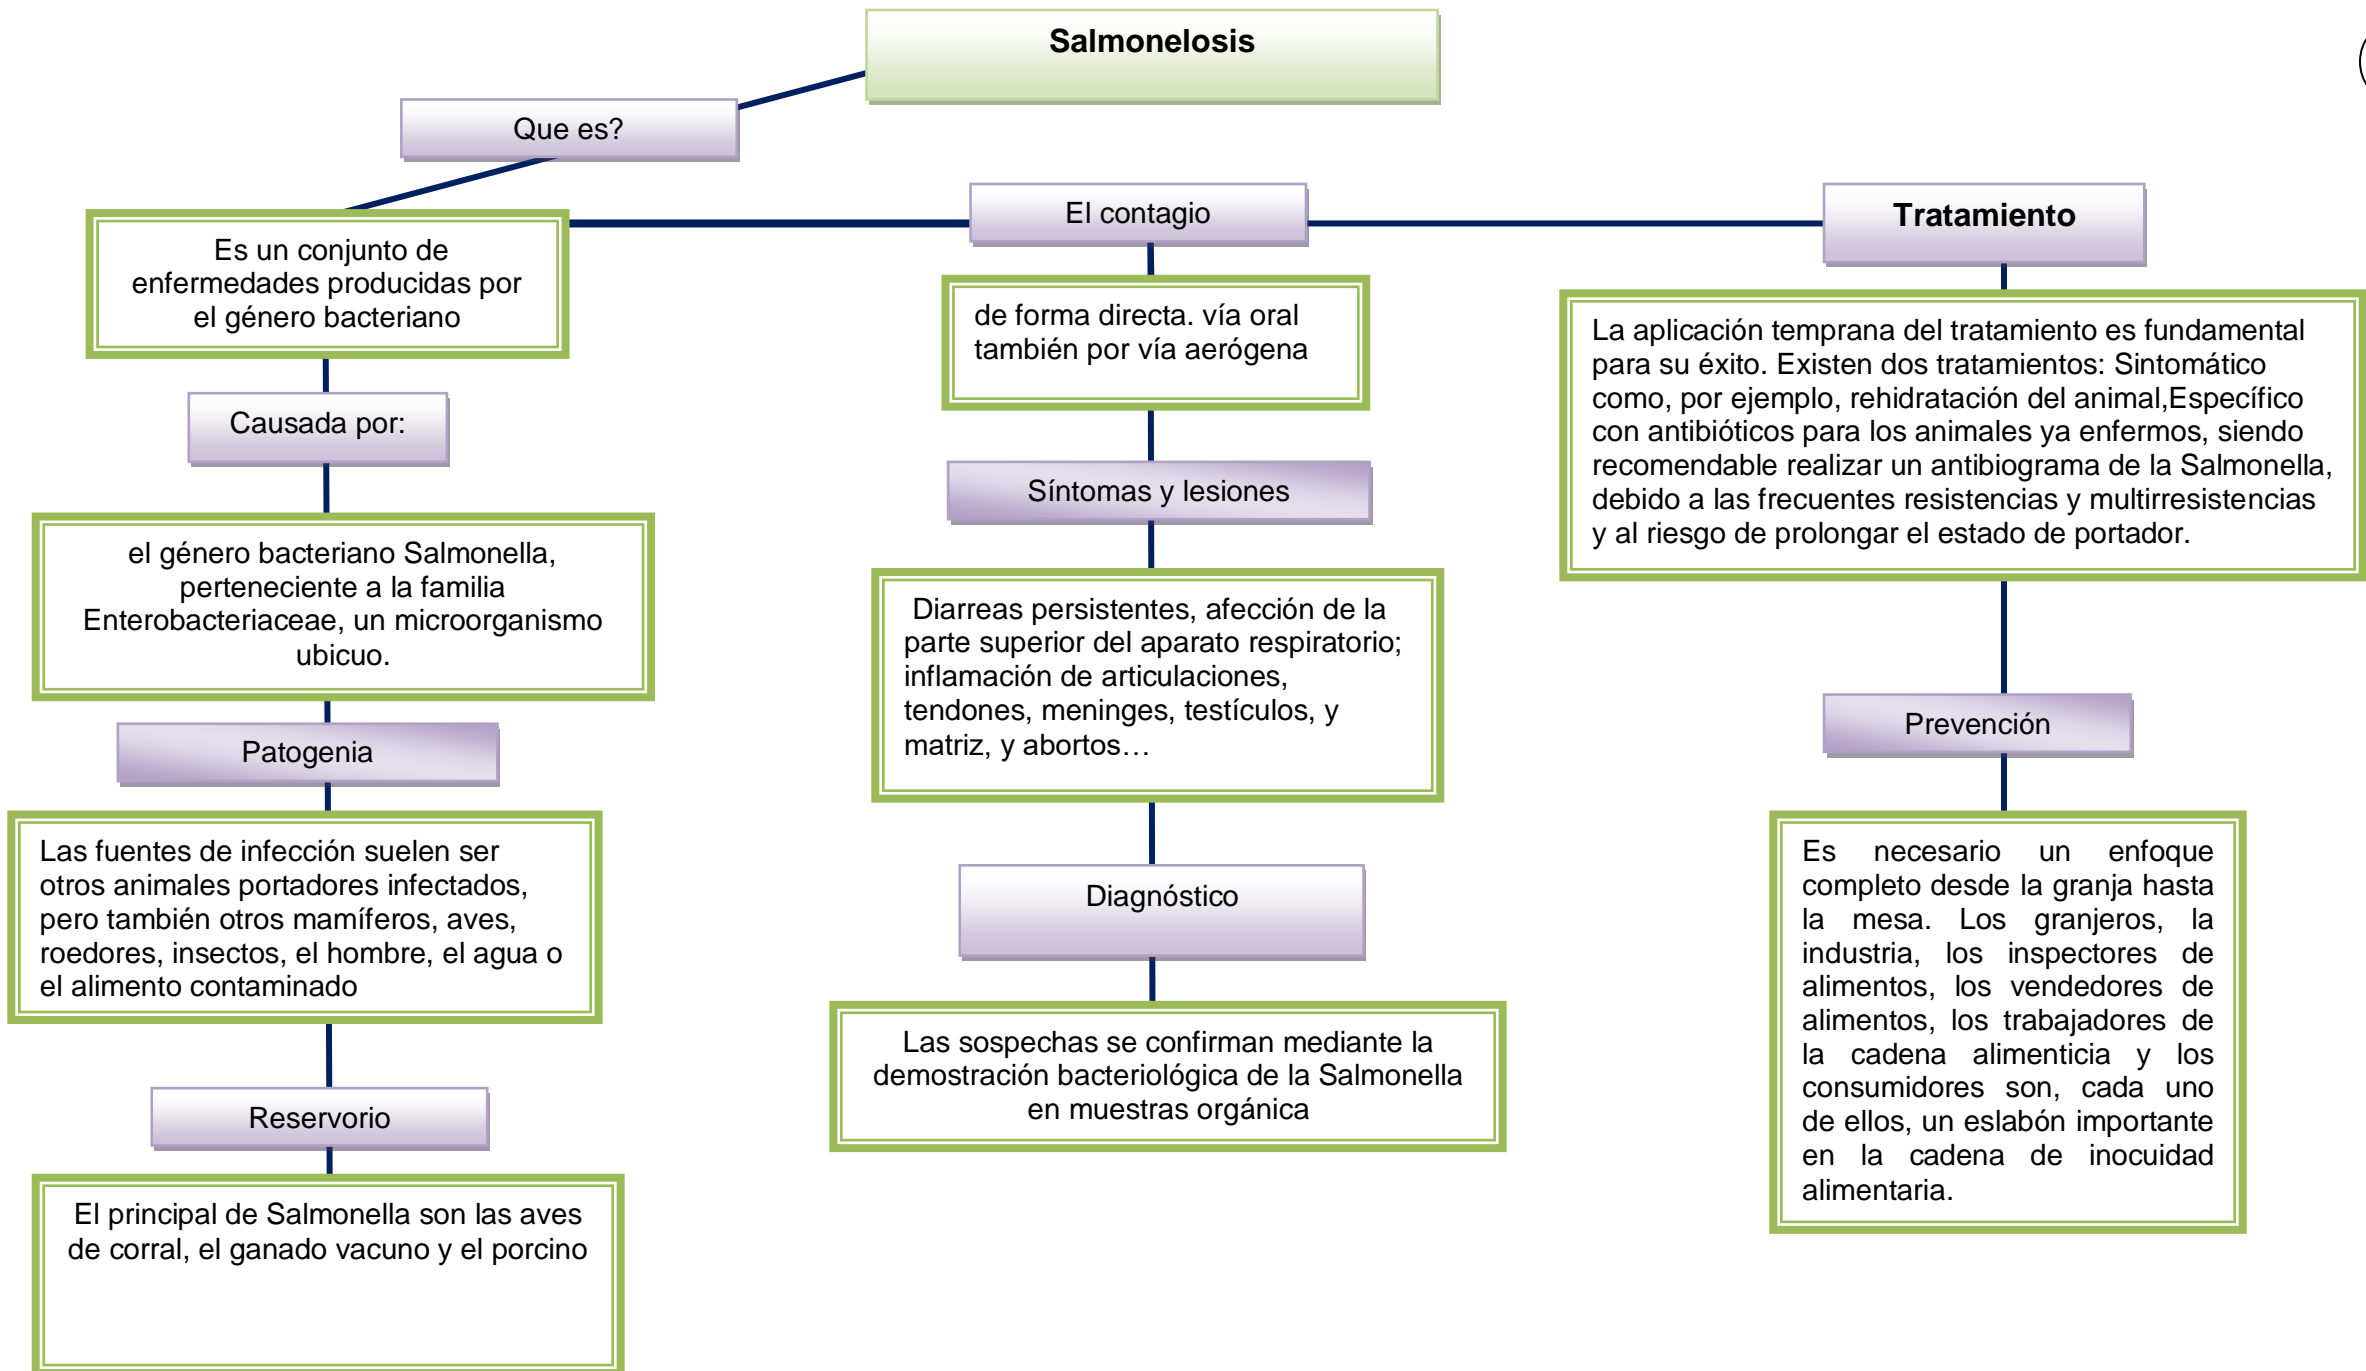 Salmonelosis
Que es?
Es un conjunto de
enfermedades producidas por
el género bacteriano
Causada por:
el género bacteriano Salmonella,
perteneciente a la familia
Enterobacteriaceae, un microorganismo
ubicuo.
Patogenia
Las fuentes de infección suelen ser
otros animales portadores infectados,
pero también otros mamíferos, aves,
roedores, insectos, el hombre, el agua o
el alimento contaminado
Reservorio
El principal de Salmonella son las aves
de corral, el ganado vacuno y el porcino
El contagio
de forma directa. vía oral
también por vía aerógena
Síntomas y lesiones
Diarreas persistentes, afección de la
parte superior del aparato respiratorio;
inflamación de articulaciones,
tendones, meninges, testículos, y
matriz, y abortos…
Diagnóstico
Las sospechas se confirman mediante la
demostración bacteriológica de la Salmonella
en muestras orgánica
Tratamiento
La aplicación temprana del tratamiento es fundamental
para su éxito. Existen dos tratamientos: Sintomático
como, por ejemplo, rehidratación del animal,Específico
con antibióticos para los animales ya enfermos, siendo
recomendable realizar un antibiograma de la Salmonella,
debido a las frecuentes resistencias y multirresistencias
y al riesgo de prolongar el estado de portador.
Prevención
Es necesario un enfoque
completo desde la granja hasta
la mesa. Los granjeros, la
industria, los inspectores de
alimentos, los vendedores de
alimentos, los trabajadores de
la cadena alimenticia y los
consumidores son, cada uno
de ellos, un eslabón importante
en la cadena de inocuidad
alimentaria.